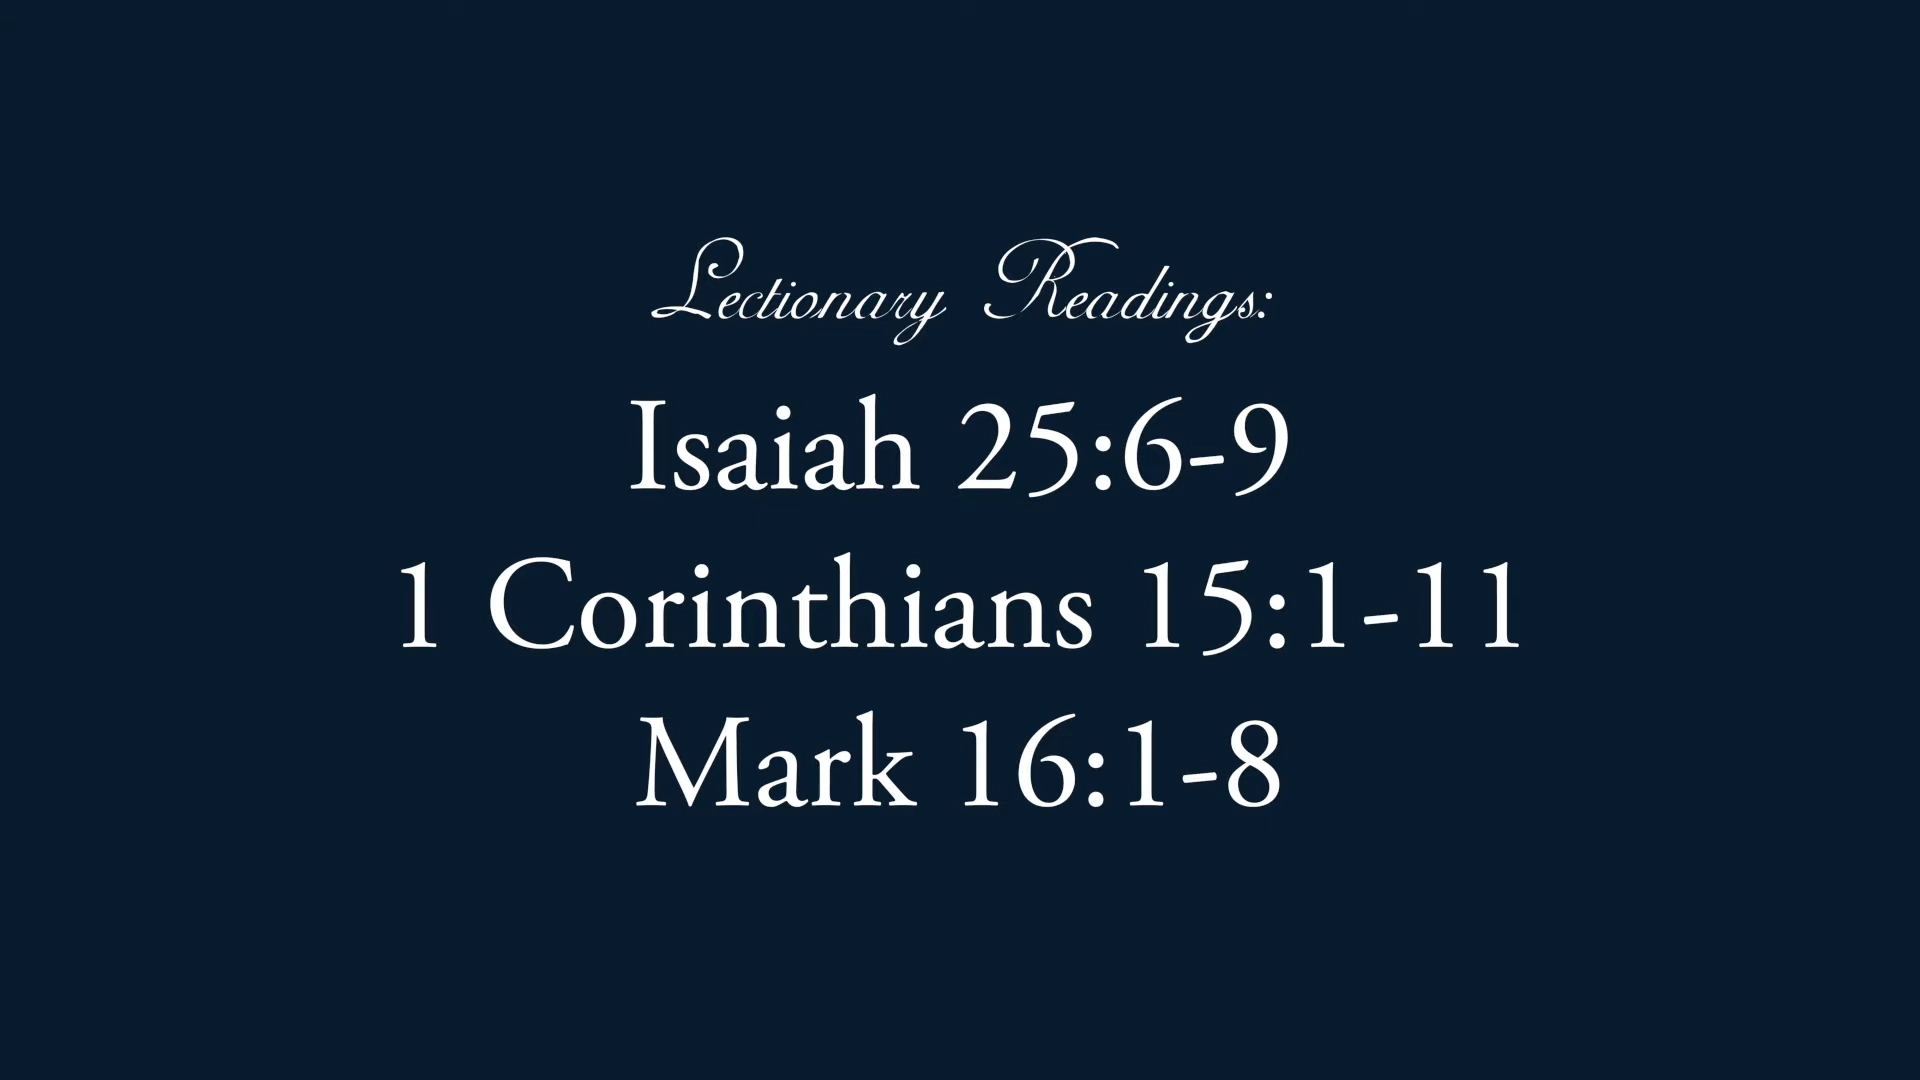 Lectionary Readings:
Isaiah 25:6-9
1 Corinthians 15:1-11
Mark 16:1-8